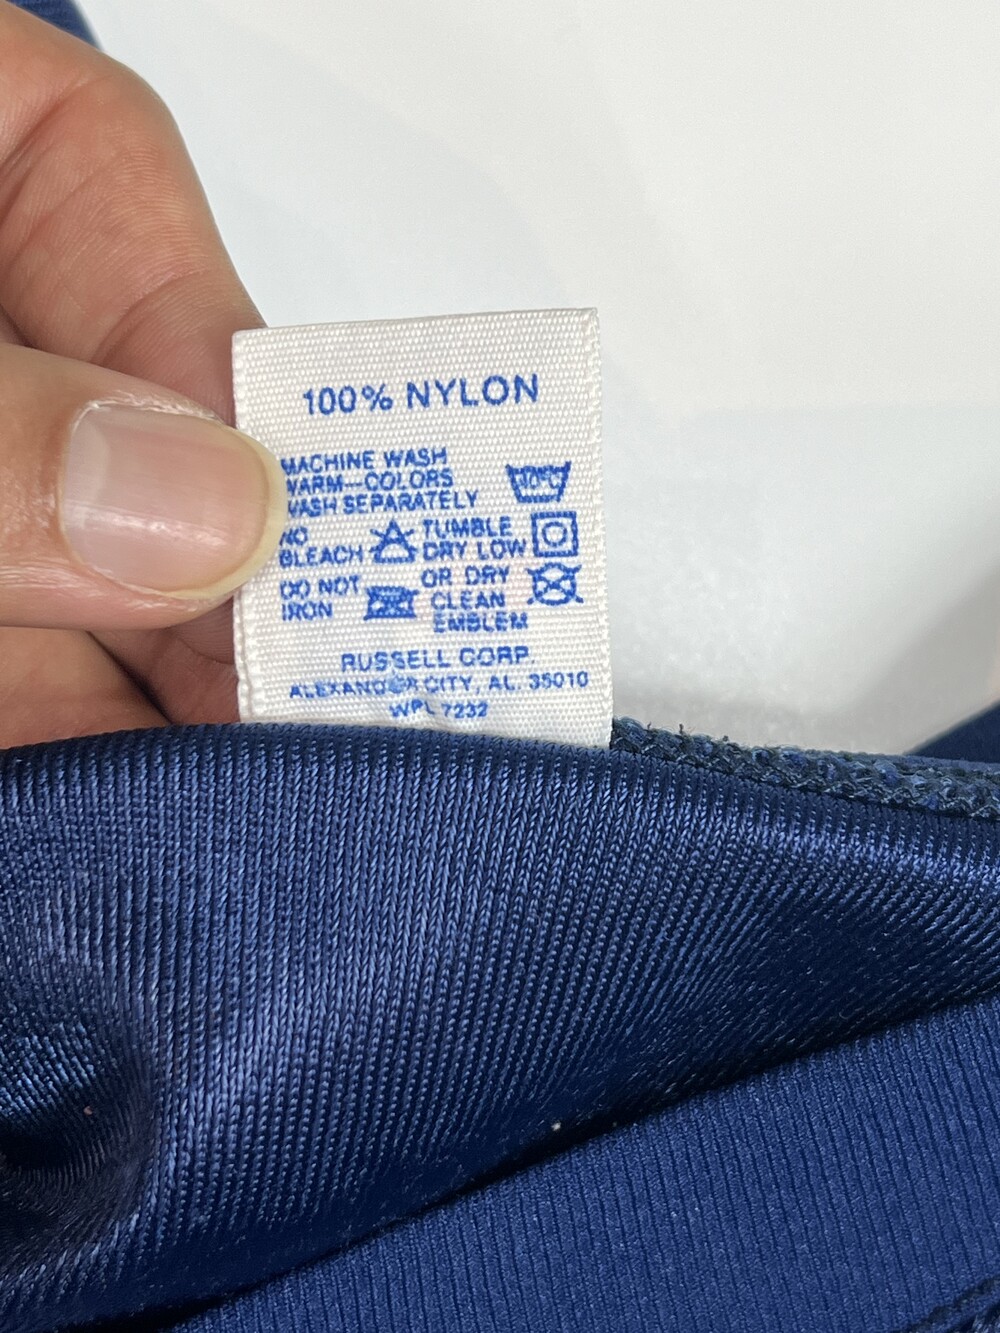 100% NYLON
MACHINE WASH
WARM—COLORS
WASH SEPARATELY
NO
BLEACH
TUMBLE
DRY LOW
DO NOT
IRON
OR DRY
CLEAN
EMBLEM
RUSSELL CORP.
ALEXANDER CITY, AL. 35010
WPL 7232